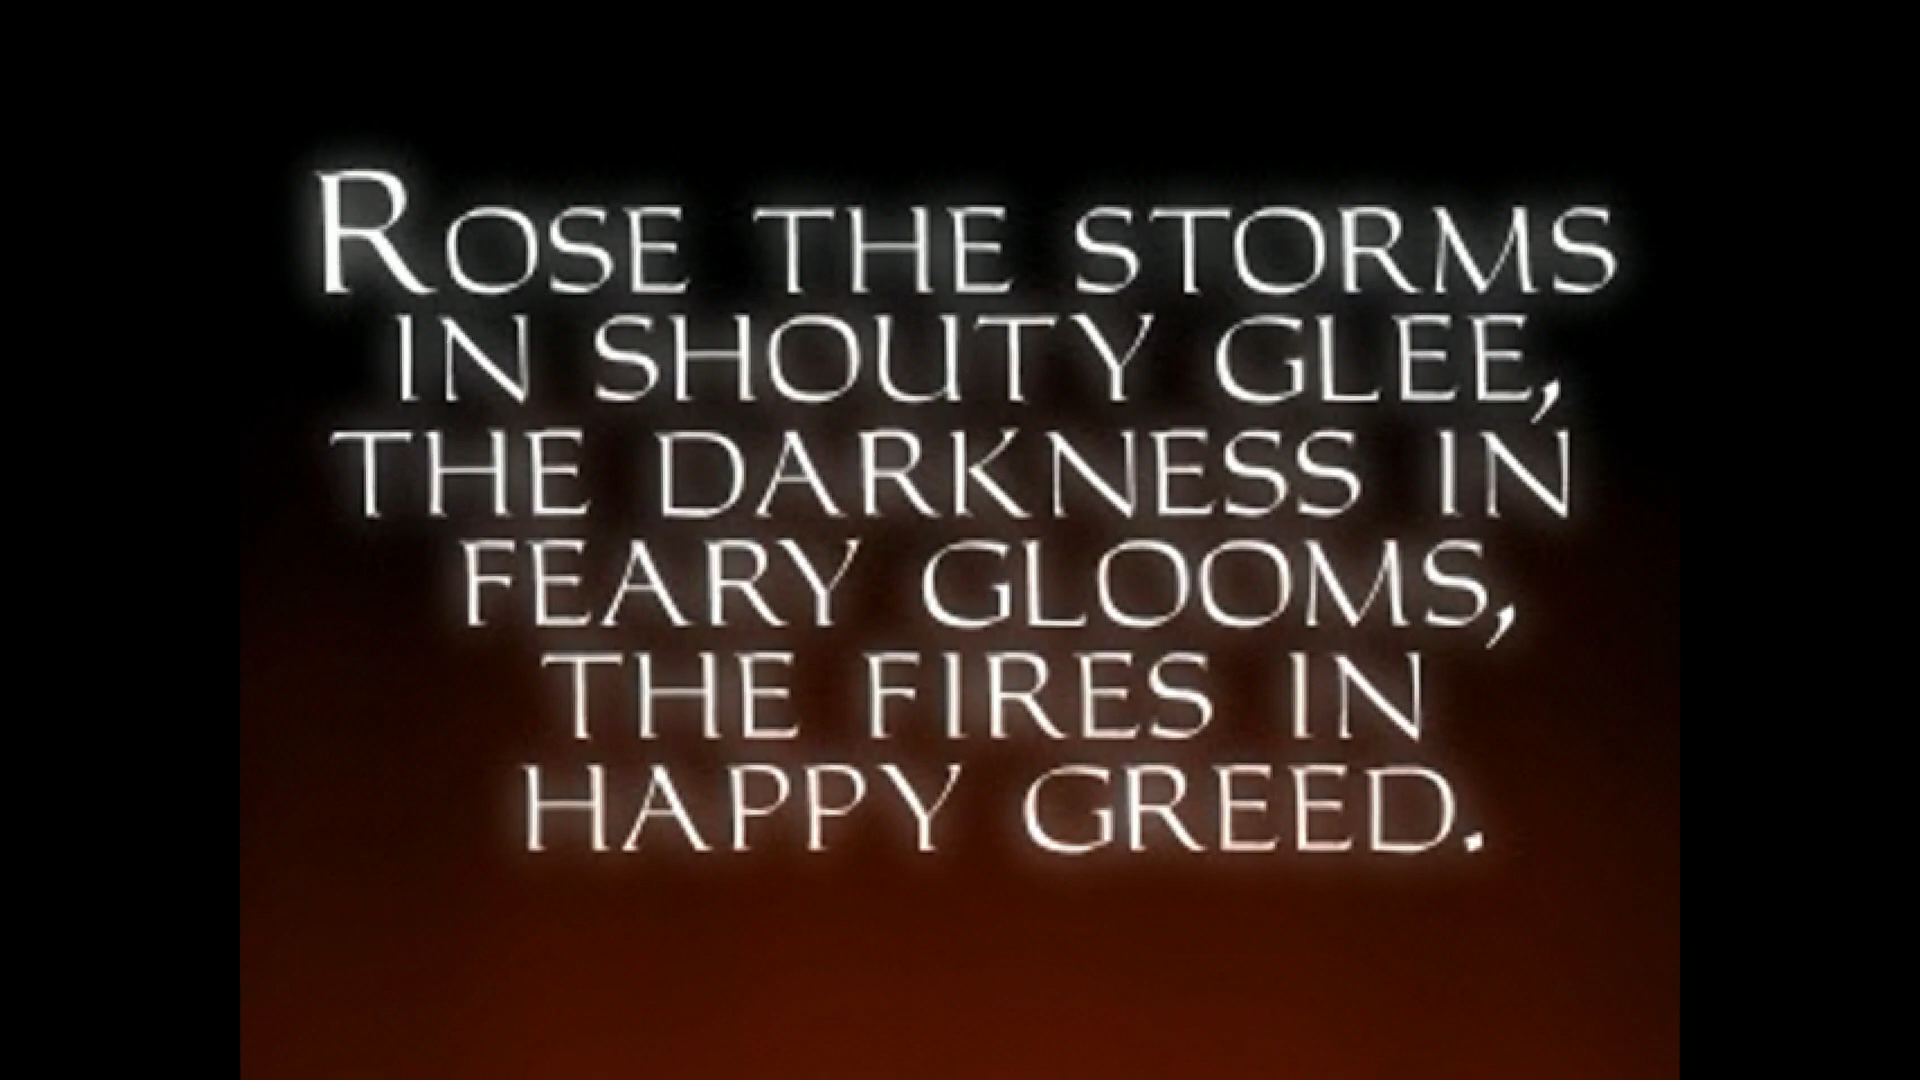 ROSE THE STORMS
IN SHOUTY GLEE,
THE DARKNESS IN
FEARY GLOOMS,
THE FIRES IN
HAPPY GREED.